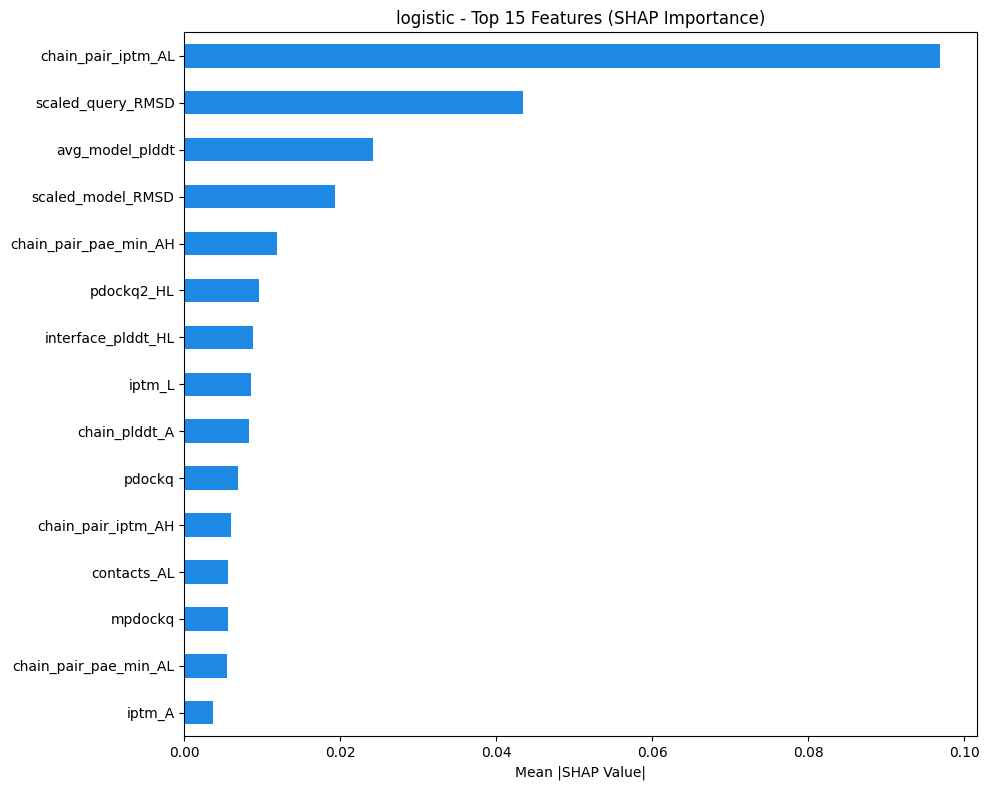 logistic - Top 15 Features (SHAP Importance)
chain_pair_iptm_AL
scaled_query_RMSD
avg_model_plddt
scaled_model_RMSD
chain_pair_pae_min_AH
pdockq2_HL
interface_plddt_HL
iptm_L
chain_plddt_A
pdockq
chain_pair_iptm_AH
contacts_AL
mpdockq
chain_pair_pae_min_AL
iptm_A
0.00 0.02 0.04 0.06 0.08 0.10
Mean |SHAP Value|